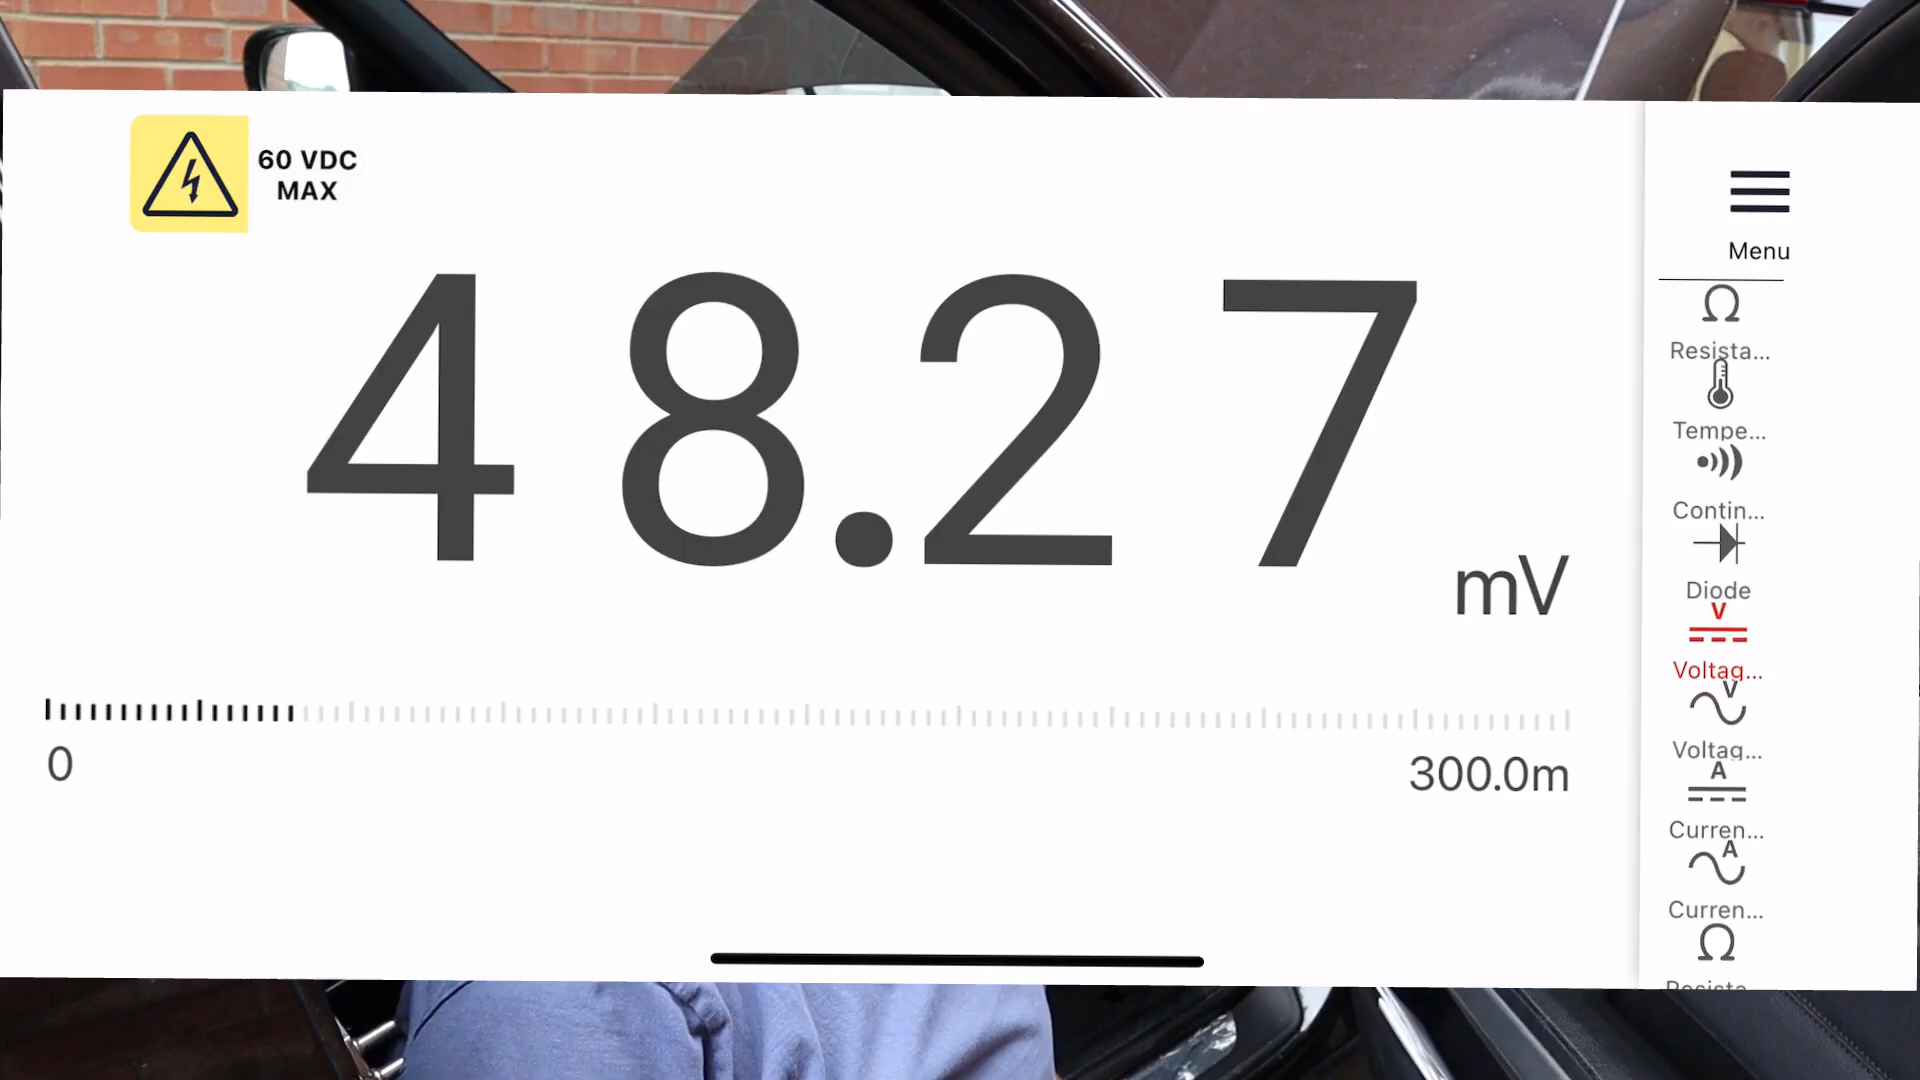 60 VDC
MAX
48.27
mV
0
300.0m
Menu
Resista...
Tempe...
Contin...
Diode
V
Voltag...
V
Voltag...
A
Curren...
A
Curren...
Ω